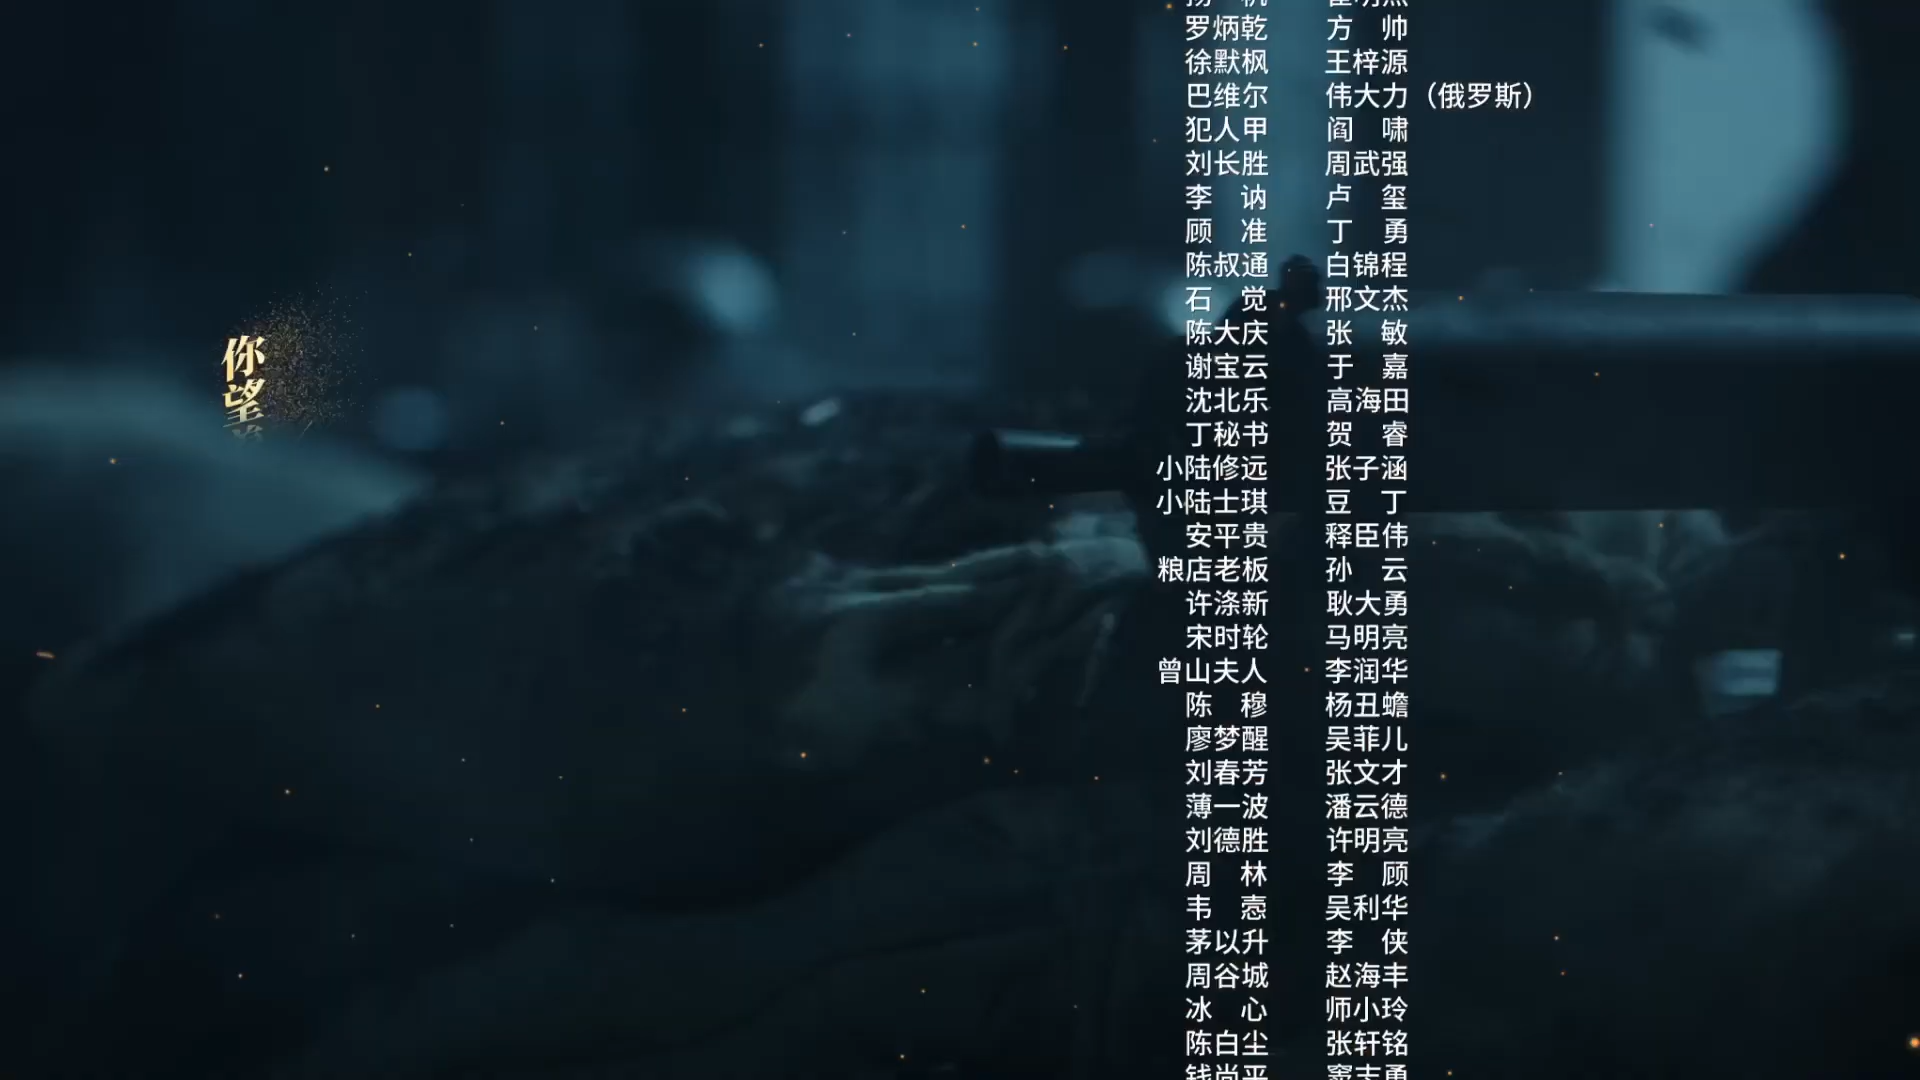 你望
罗炳乾 方 帅
徐默枫 王梓源
巴维尔 伟大力（俄罗斯）
犯人甲 阎 啸
刘长胜 周武强
李 讷 卢 玺
顾 准 丁 勇
陈叔通 白锦程
石 觉 邢文杰
陈大庆 张 敏
谢宝云 于 嘉
沈北乐 高海田
丁秘书 贺 睿
小陆修远 张子涵
小陆士琪 豆 丁
安平贵 释臣伟
粮店老板 孙 云
许涤新 耿大勇
宋时轮 马明亮
曾山夫人 李润华
陈 穆 杨丑蟾
廖梦醒 吴菲儿
刘春芳 张文才
薄一波 潘云德
刘德胜 许明亮
周 林 李 顾
韦 悫 吴利华
茅以升 李 侠
周谷城 赵海丰
冰 心 师小玲
陈白尘 张轩铭